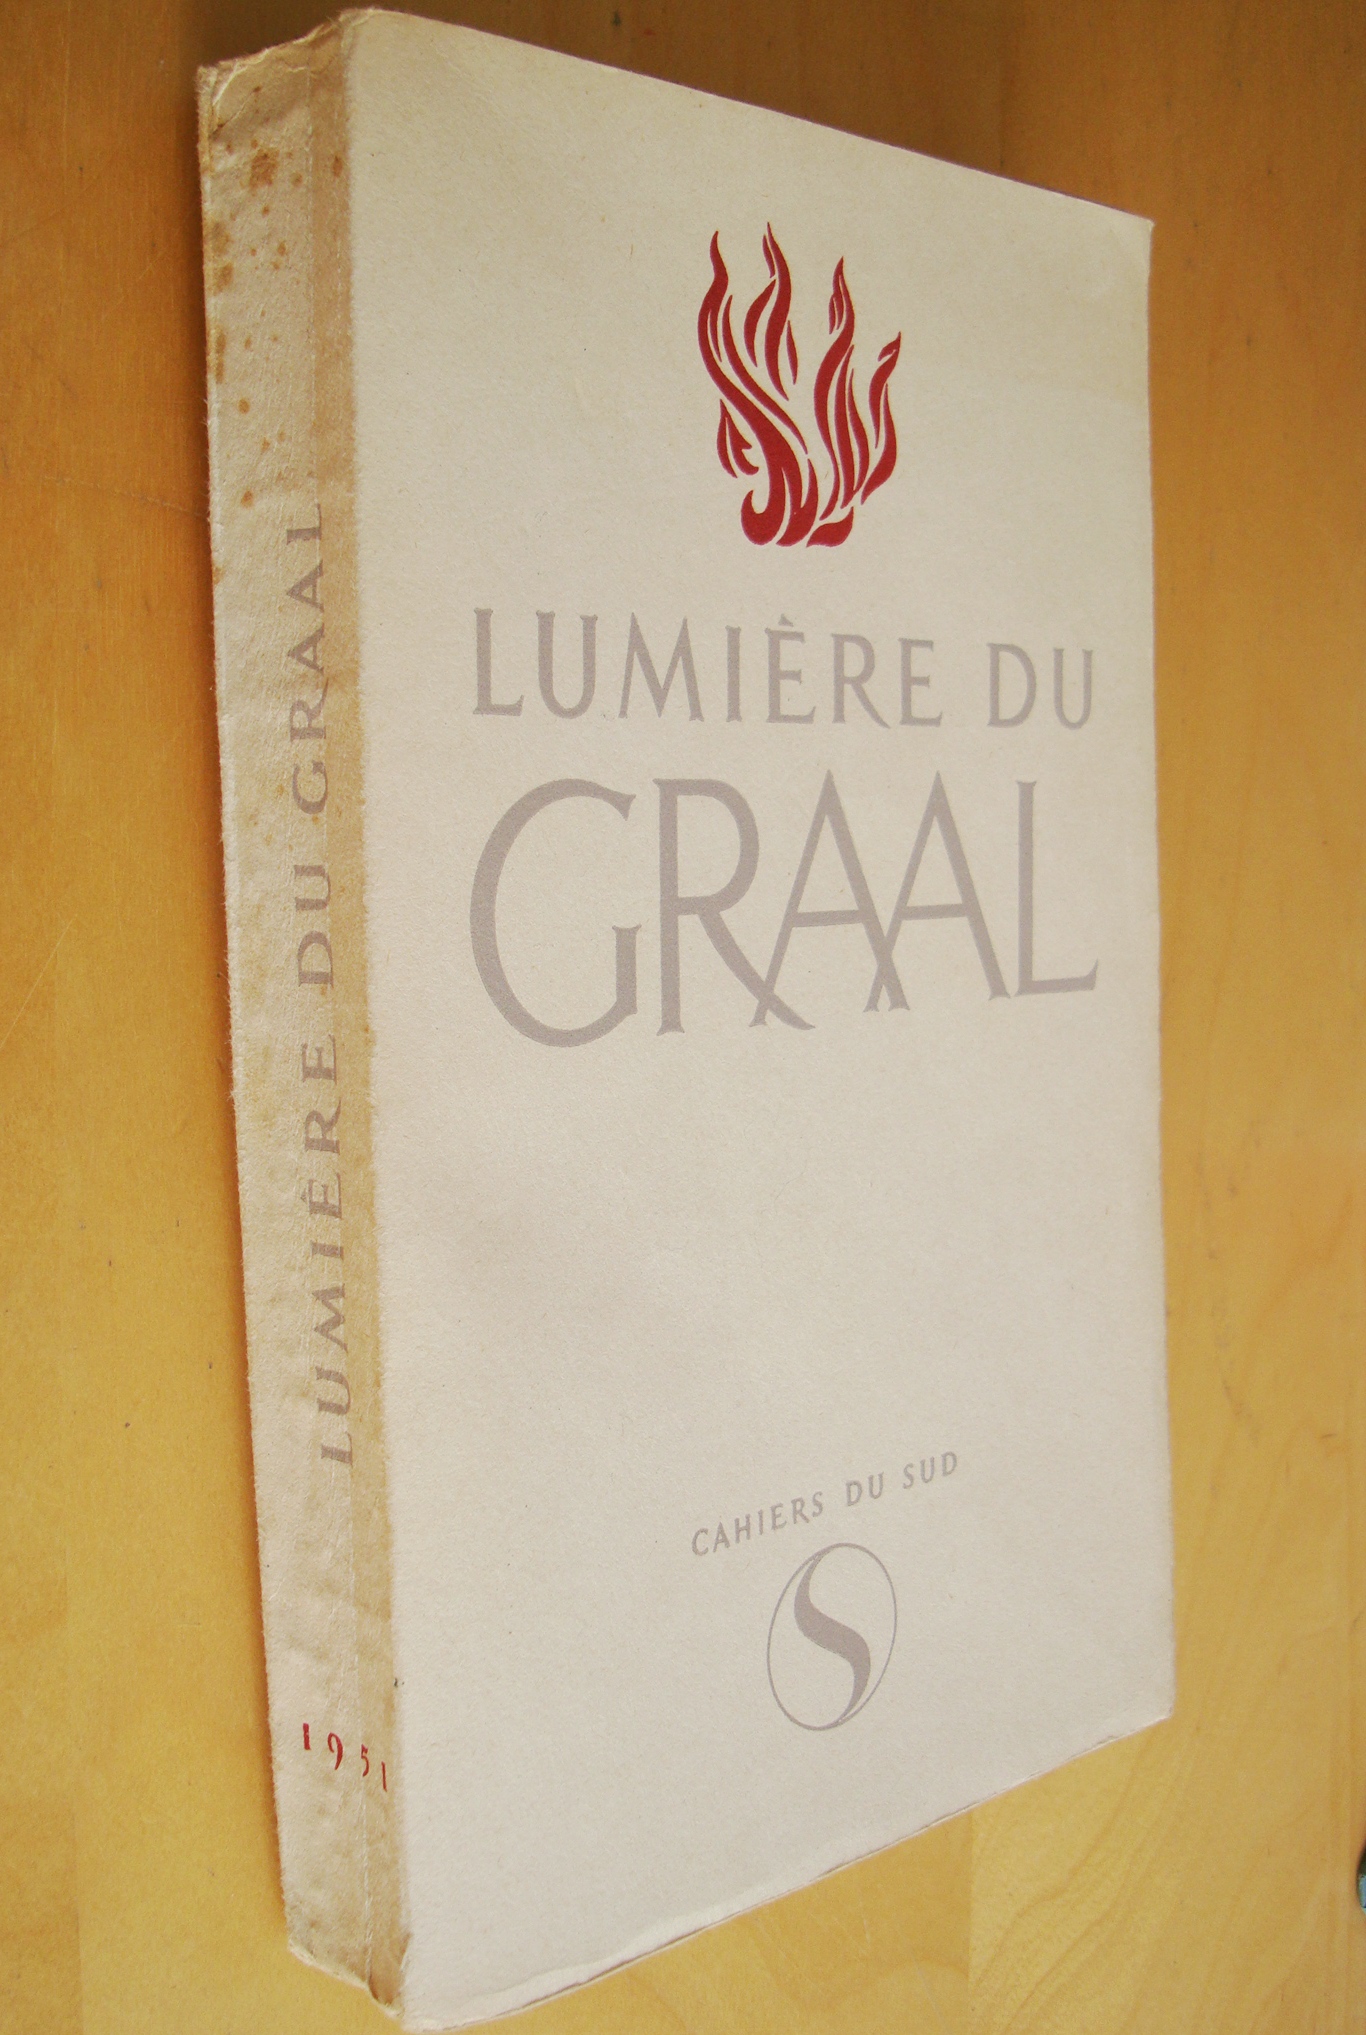 LUMIÈRE DU
GRAAL
CAHIERS DU SUD
S
LUMIÈRE DU GRAAL
1951